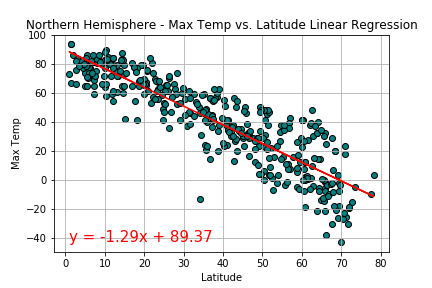 Northern Hemisphere - Max Temp vs. Latitude Linear Regression
100
80
60
40
20
0
−20
−40
Max Temp
y = -1.29x + 89.37
0 10 20 30 40 50 60 70 80
Latitude